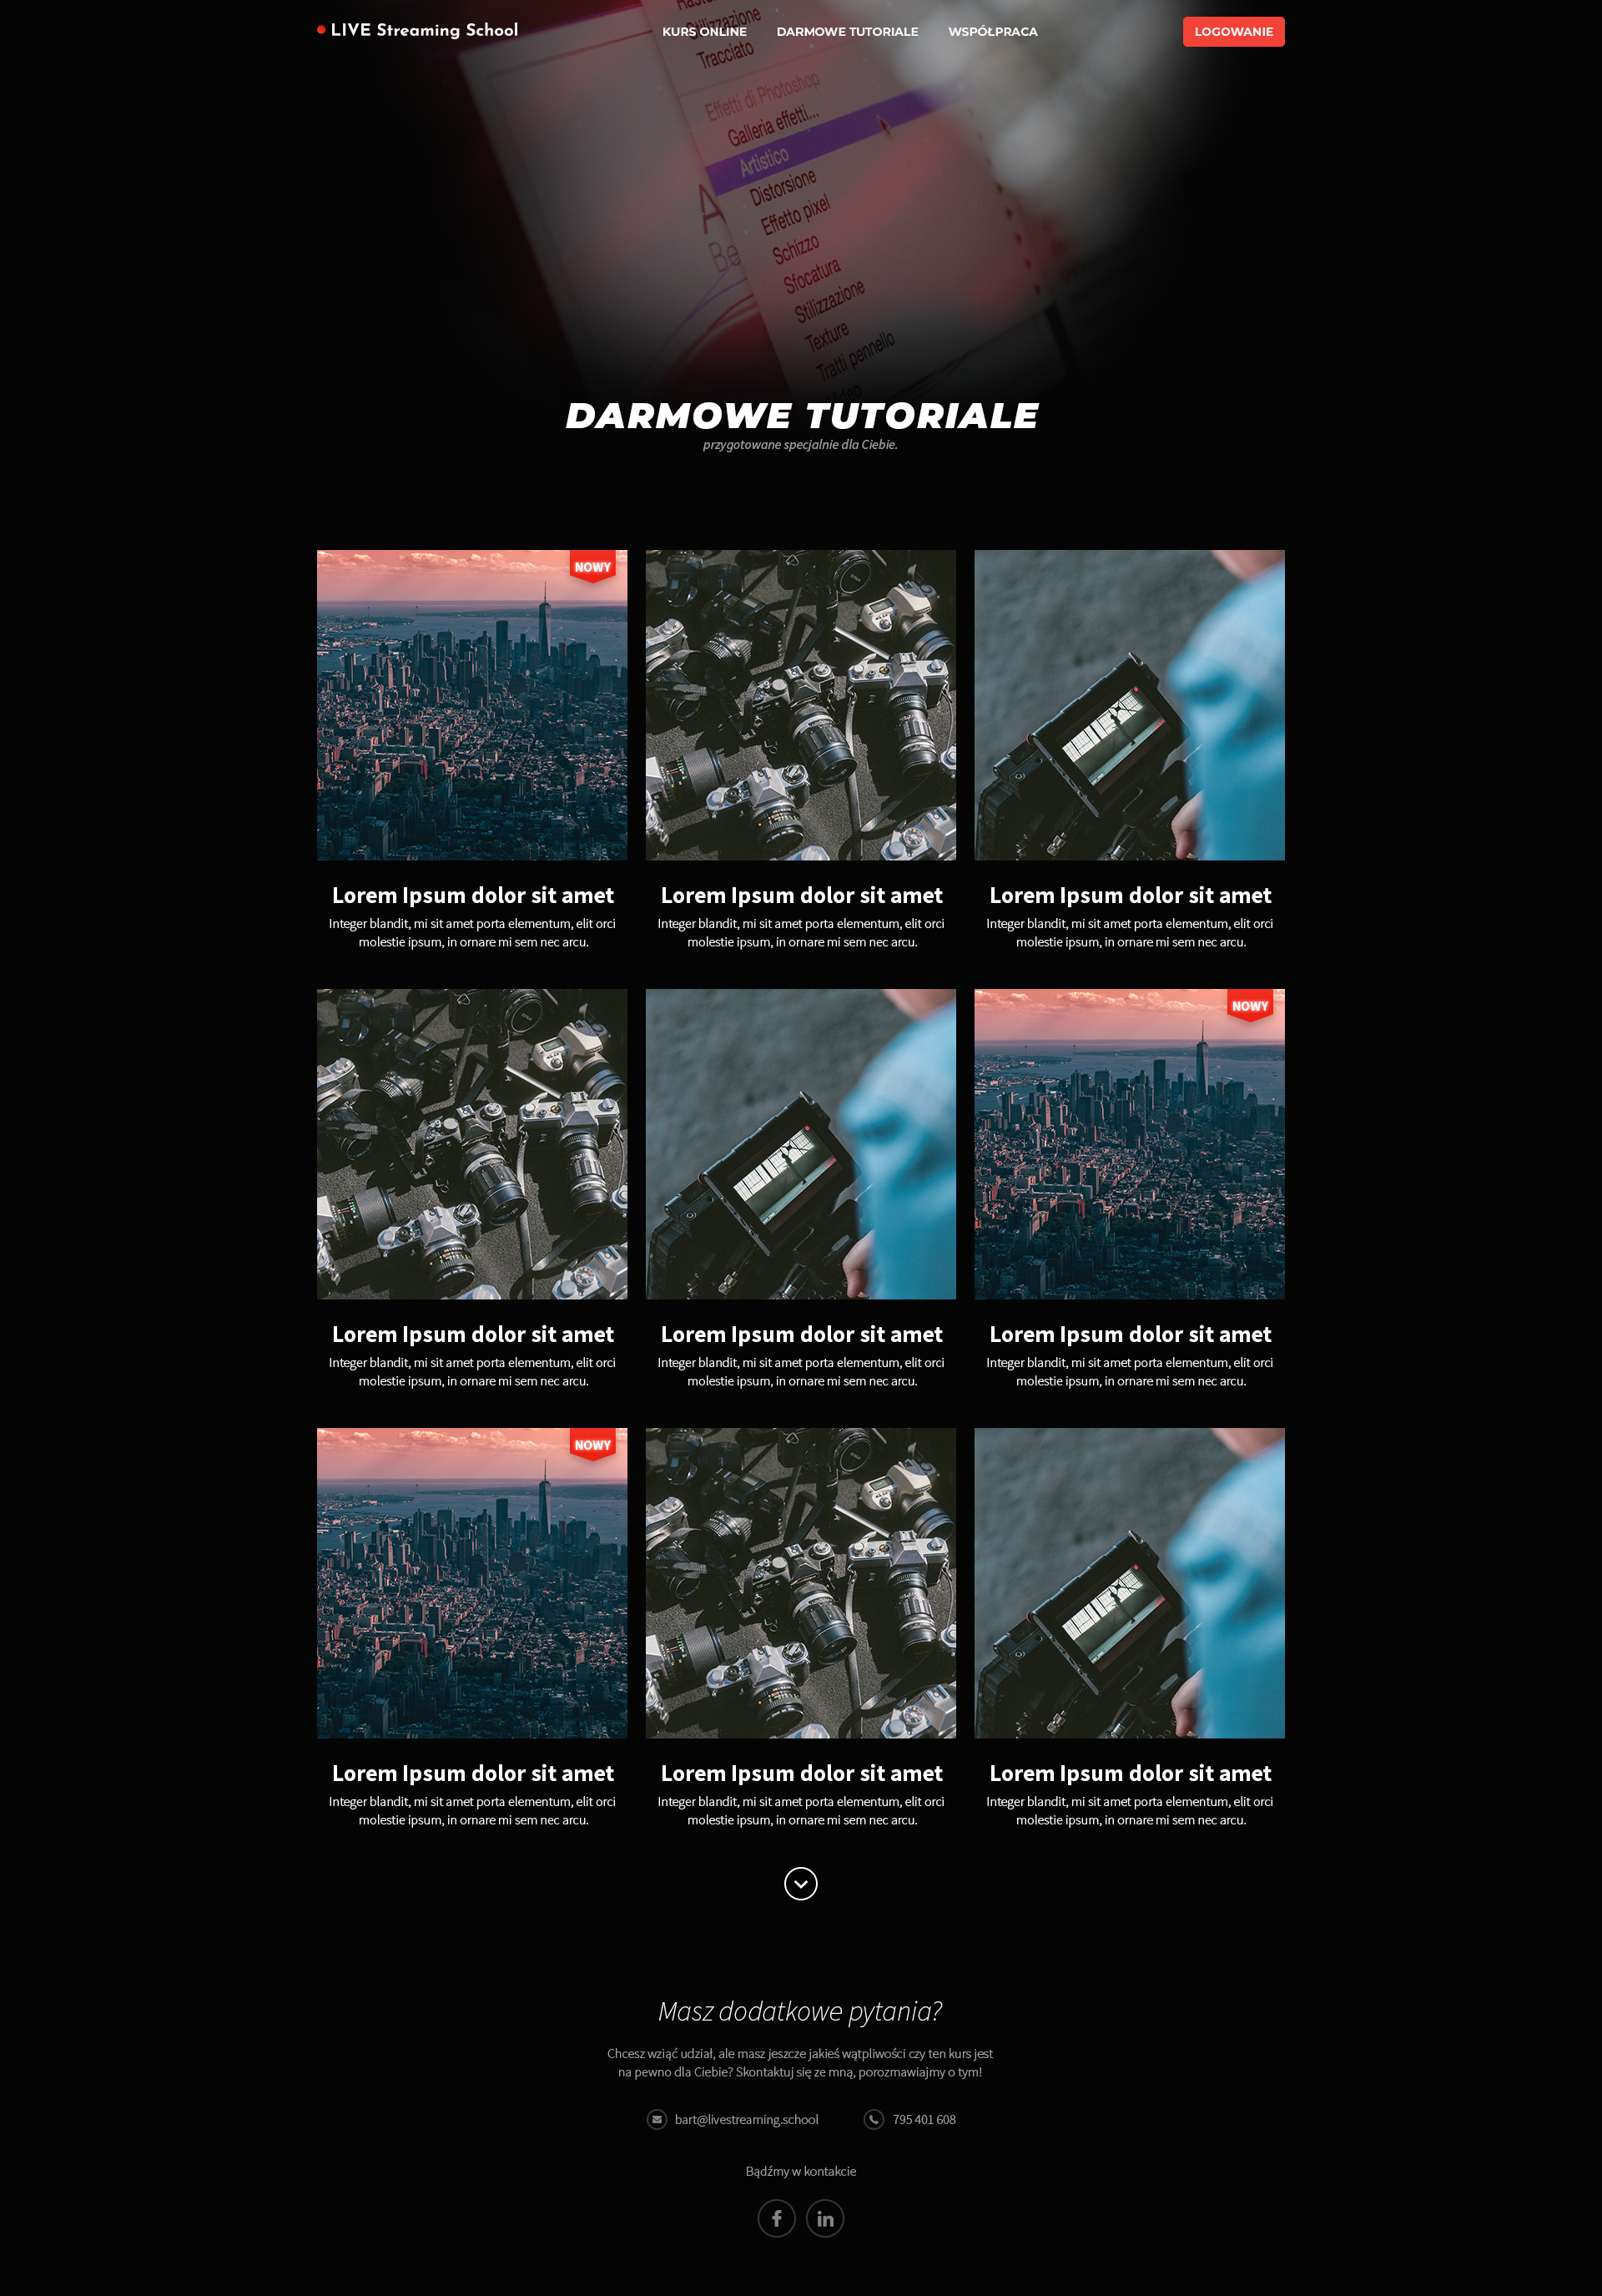 LIVE Streaming School
KURS ONLINE
DARMOWE TUTORIALE
WSPÓŁPRACA
LOGOWANIE
Tracciato
Effetti di Photoshop
Galleria effetti...
Artistico
Distorsione
Effetto pixel
Schizzo
Sfocatura
Stilizzazione
Texture
Tratti pennello
Video
DARMOWE TUTORIALE
przygotowane specjalnie dla Ciebie.
NOWY
Lorem Ipsum dolor sit amet
Integer blandit, mi sit amet porta elementum, elit orci
molestie ipsum, in ornare mi sem nec arcu.
Lorem Ipsum dolor sit amet
Integer blandit, mi sit amet porta elementum, elit orci
molestie ipsum, in ornare mi sem nec arcu.
Lorem Ipsum dolor sit amet
Integer blandit, mi sit amet porta elementum, elit orci
molestie ipsum, in ornare mi sem nec arcu.
NOWY
Lorem Ipsum dolor sit amet
Integer blandit, mi sit amet porta elementum, elit orci
molestie ipsum, in ornare mi sem nec arcu.
Lorem Ipsum dolor sit amet
Integer blandit, mi sit amet porta elementum, elit orci
molestie ipsum, in ornare mi sem nec arcu.
Lorem Ipsum dolor sit amet
Integer blandit, mi sit amet porta elementum, elit orci
molestie ipsum, in ornare mi sem nec arcu.
NOWY
Lorem Ipsum dolor sit amet
Integer blandit, mi sit amet porta elementum, elit orci
molestie ipsum, in ornare mi sem nec arcu.
Lorem Ipsum dolor sit amet
Integer blandit, mi sit amet porta elementum, elit orci
molestie ipsum, in ornare mi sem nec arcu.
Lorem Ipsum dolor sit amet
Integer blandit, mi sit amet porta elementum, elit orci
molestie ipsum, in ornare mi sem nec arcu.
Masz dodatkowe pytania?
Chcesz wziąć udział, ale masz jeszcze jakieś wątpliwości czy ten kurs jest
na pewno dla Ciebie? Skontaktuj się ze mną, porozmawiajmy o tym!
bart@livestreaming.school
795 401 608
Bądźmy w kontakcie
f
in